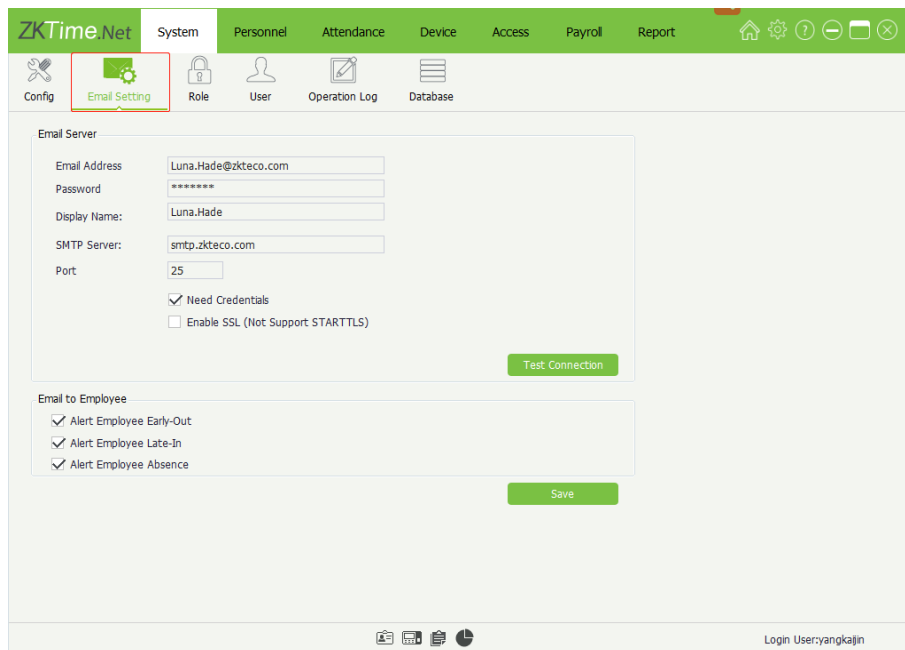 ZKTime.Net System Personnel Attendance Device Access Payroll Report
Config Email Setting Role User Operation Log Database
Email Server
Email Address Luna.Hade@zkteco.com
Password *******
Display Name: Luna.Hade
SMTP Server: smtp.zkteco.com
Port 25
Need Credentials
Enable SSL (Not Support STARTTLS)
Test Connection
Email to Employee
Alert Employee Early-Out
Alert Employee Late-In
Alert Employee Absence
Save
Login User:yangkaijin